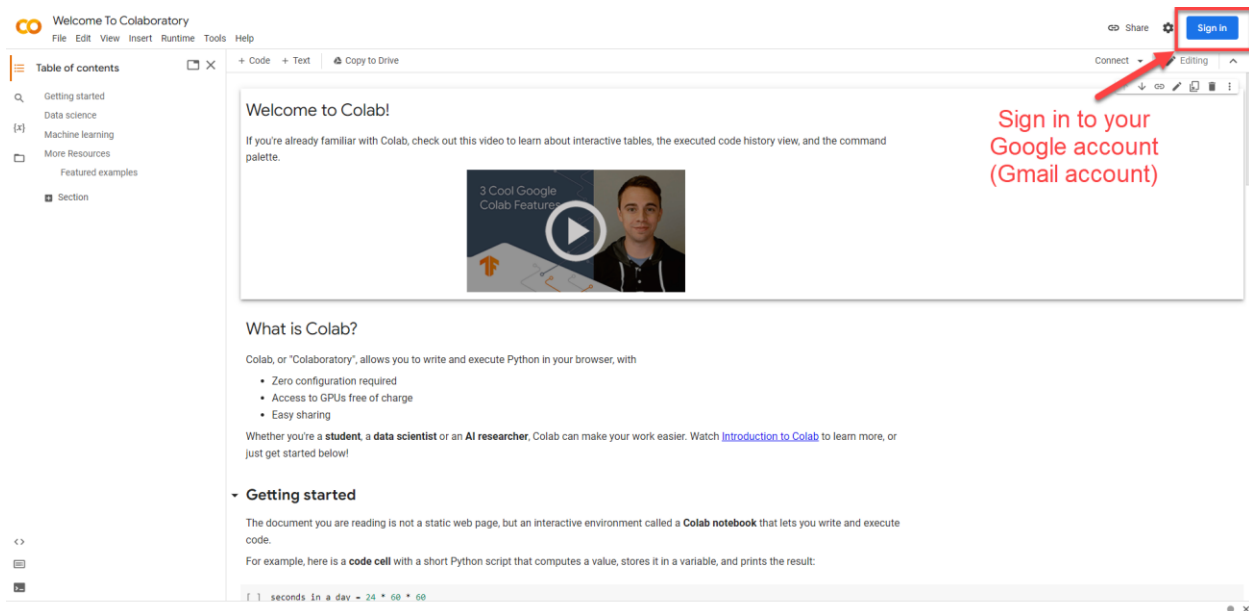 Welcome To Colaboratory
File Edit View Insert Runtime Tools Help
Share
Sign in
Table of contents
+ Code + Text Copy to Drive
Connect
Editing
Getting started
Data science
Machine learning
More Resources
Featured examples
Section
{x}
Welcome to Colab!
If you're already familiar with Colab, check out this video to learn about interactive tables, the executed code history view, and the command
palette.
3 Cool Google
Colab Features
Sign in to your
Google account
(Gmail account)
What is Colab?
Colab, or "Colaboratory", allows you to write and execute Python in your browser, with
• Zero configuration required
• Access to GPUs free of charge
• Easy sharing
Whether you're a student, a data scientist or an AI researcher, Colab can make your work easier. Watch Introduction to Colab to learn more, or
just get started below!
Getting started
The document you are reading is not a static web page, but an interactive environment called a Colab notebook that lets you write and execute
code.
For example, here is a code cell with a short Python script that computes a value, stores it in a variable, and prints the result:
[ ] seconds in a day = 24 * 60 * 60